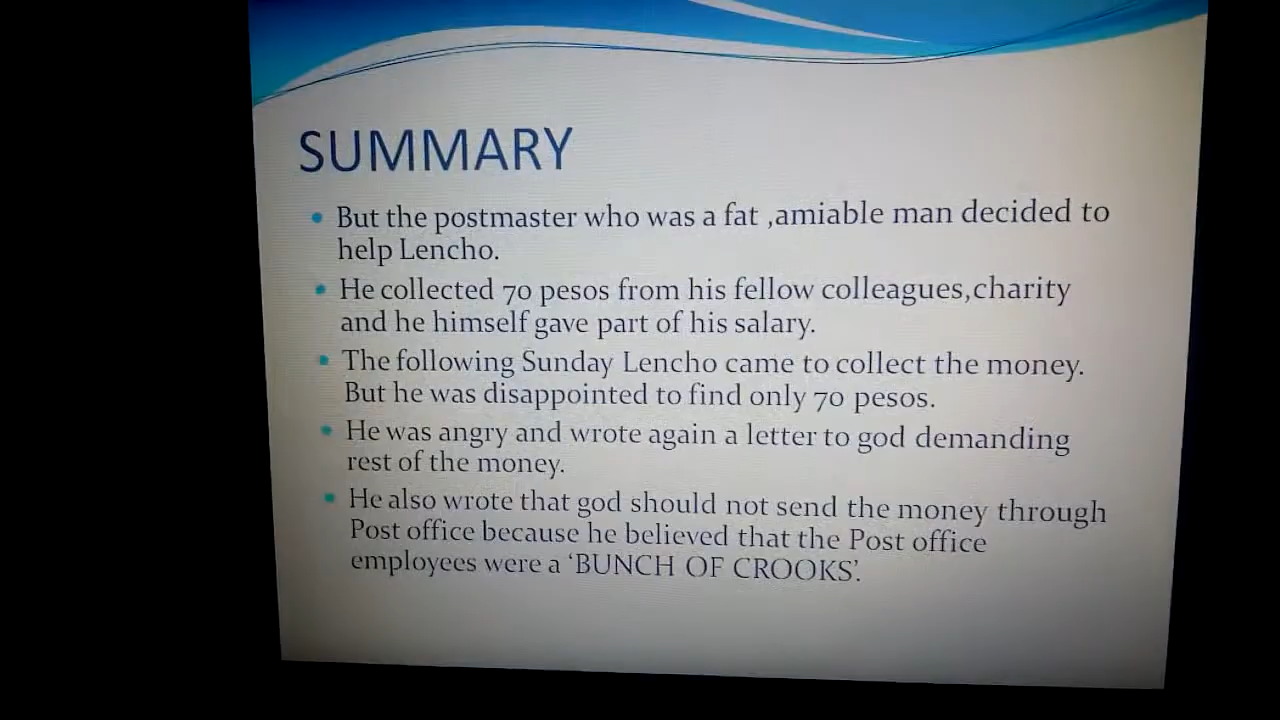 SUMMARY
But the postmaster who was a fat ,amiable man decided to
help Lencho.
He collected 70 pesos from his fellow colleagues,charity
and he himself gave part of his salary.
The following Sunday Lencho came to collect the money.
But he was disappointed to find only 70 pesos.
He was angry and wrote again a letter to god demanding
rest of the money.
He also wrote that god should not send the money through
Post office because he believed that the Post office
employees were a ‘BUNCH OF CROOKS’.